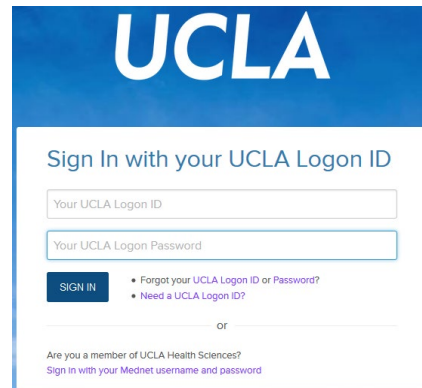 UCLA
Sign In with your UCLA Logon ID
Your UCLA Logon ID
Your UCLA Logon Password
SIGN IN
• Forgot your UCLA Logon ID or Password?
• Need a UCLA Logon ID?
or
Are you a member of UCLA Health Sciences?
Sign in with your Mednet username and password